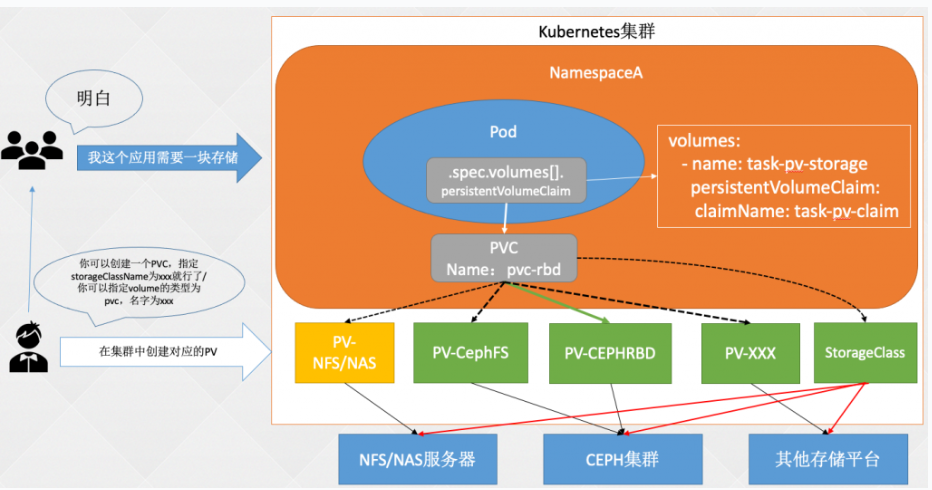 Kubernetes集群
NamespaceA
明白
Pod
我这个应用需要一块存储
.spec.volumes[].
persistentVolumeClaim
volumes:
- name: task-pv-storage
persistentVolumeClaim:
claimName: task-pv-claim
PVC
Name：pvc-rbd
你可以创建一个PVC，指定
storageClassName为xxx就行了/
你可以指定volume的类型为
pvc，名字为xxx
在集群中创建对应的PV
PV-
NFS/NAS
PV-CephFS
PV-CEPHRBD
PV-XXX
StorageClass
NFS/NAS服务器
CEPH集群
其他存储平台